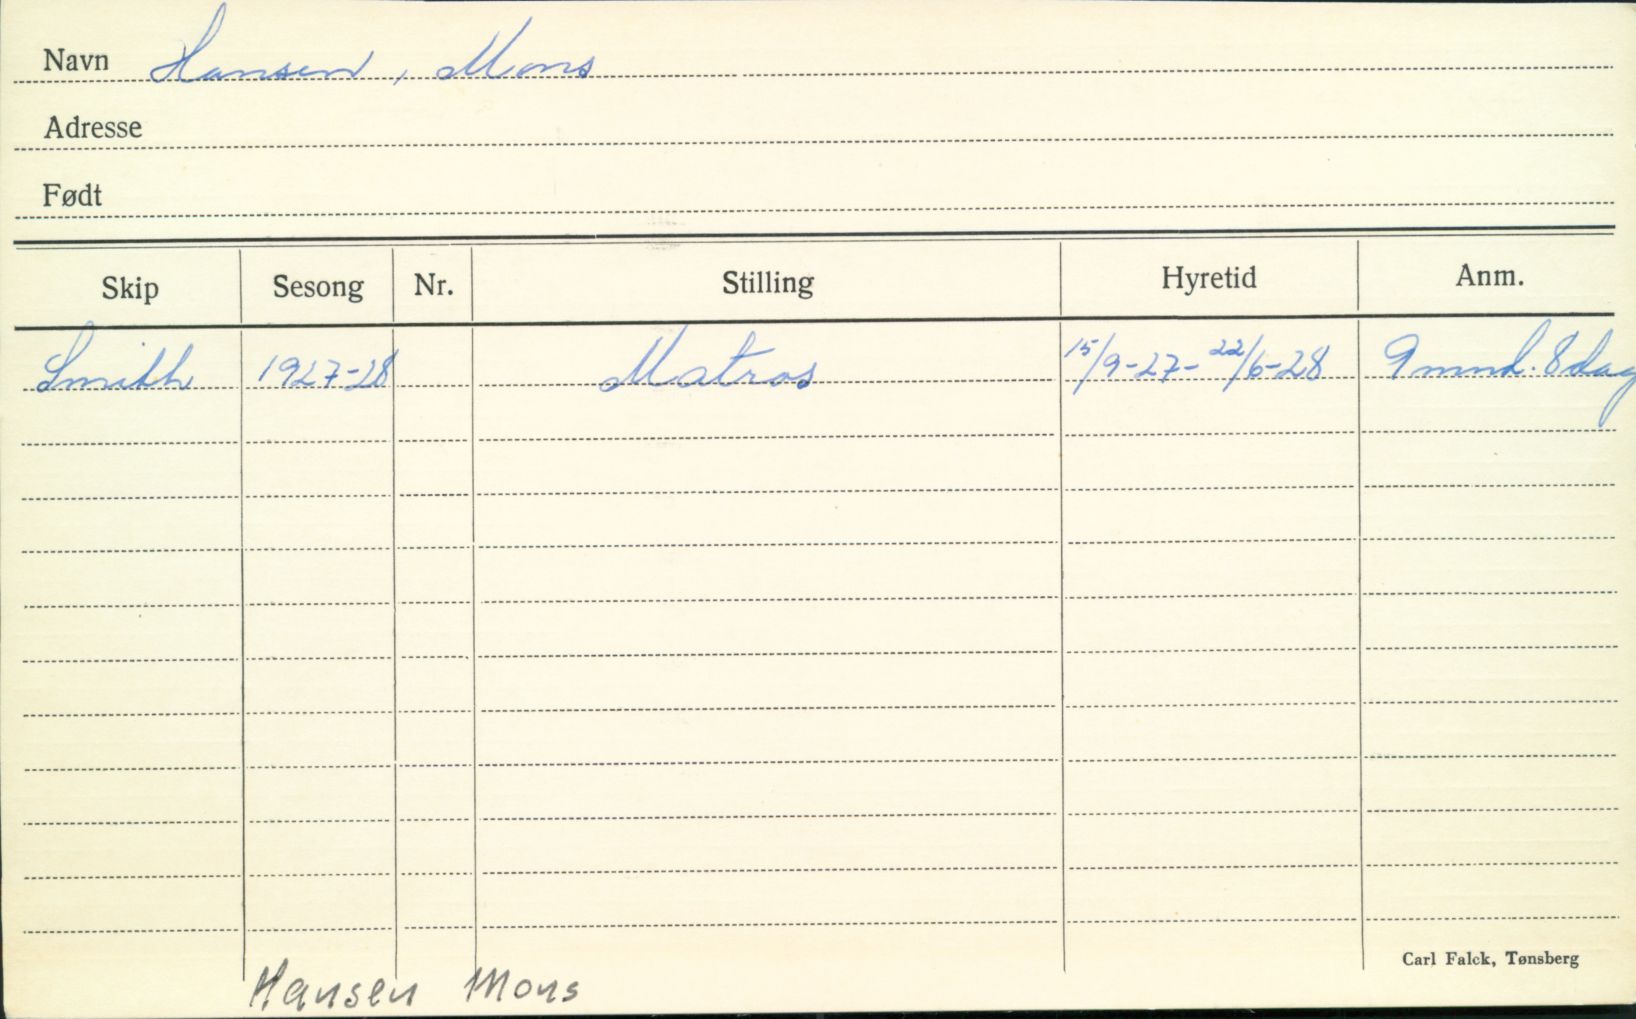 Navn Hansen, Mons
Adresse
Født
Skip Sesong Nr. Stilling Hyretid Anm.
Smith 1927-28 Matros 15/9-27-22/6-28 9 mnd. 8 dag
Carl Falck, Tønsberg
Hansen Mons